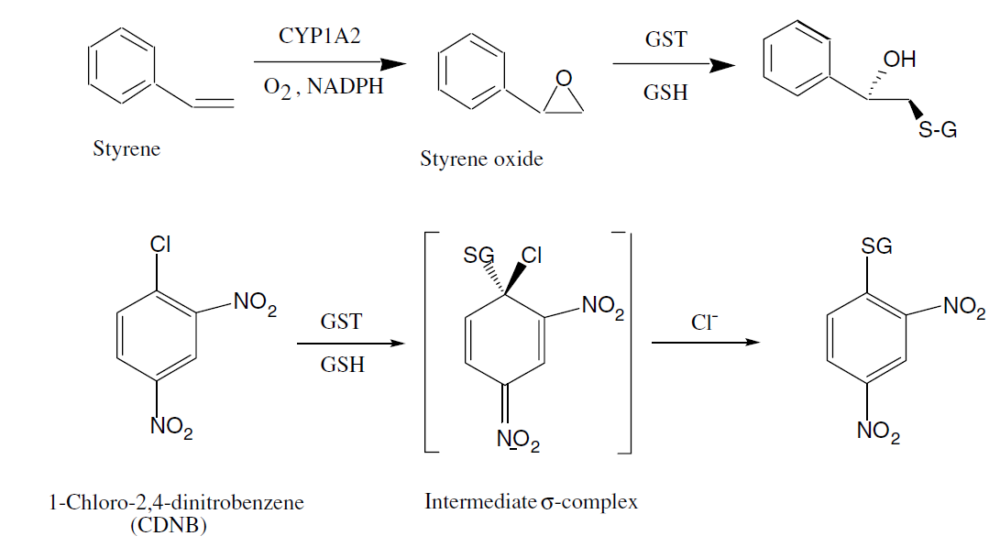 CYP1A2
O2, NADPH
GST
GSH
O
OH
S-G
Styrene
Styrene oxide
Cl
NO2
NO2
GST
GSH
SG Cl
NO2
NO2
Cl-
SG
NO2
NO2
1-Chloro-2,4-dinitrobenzene
(CDNB)
Intermediate σ-complex